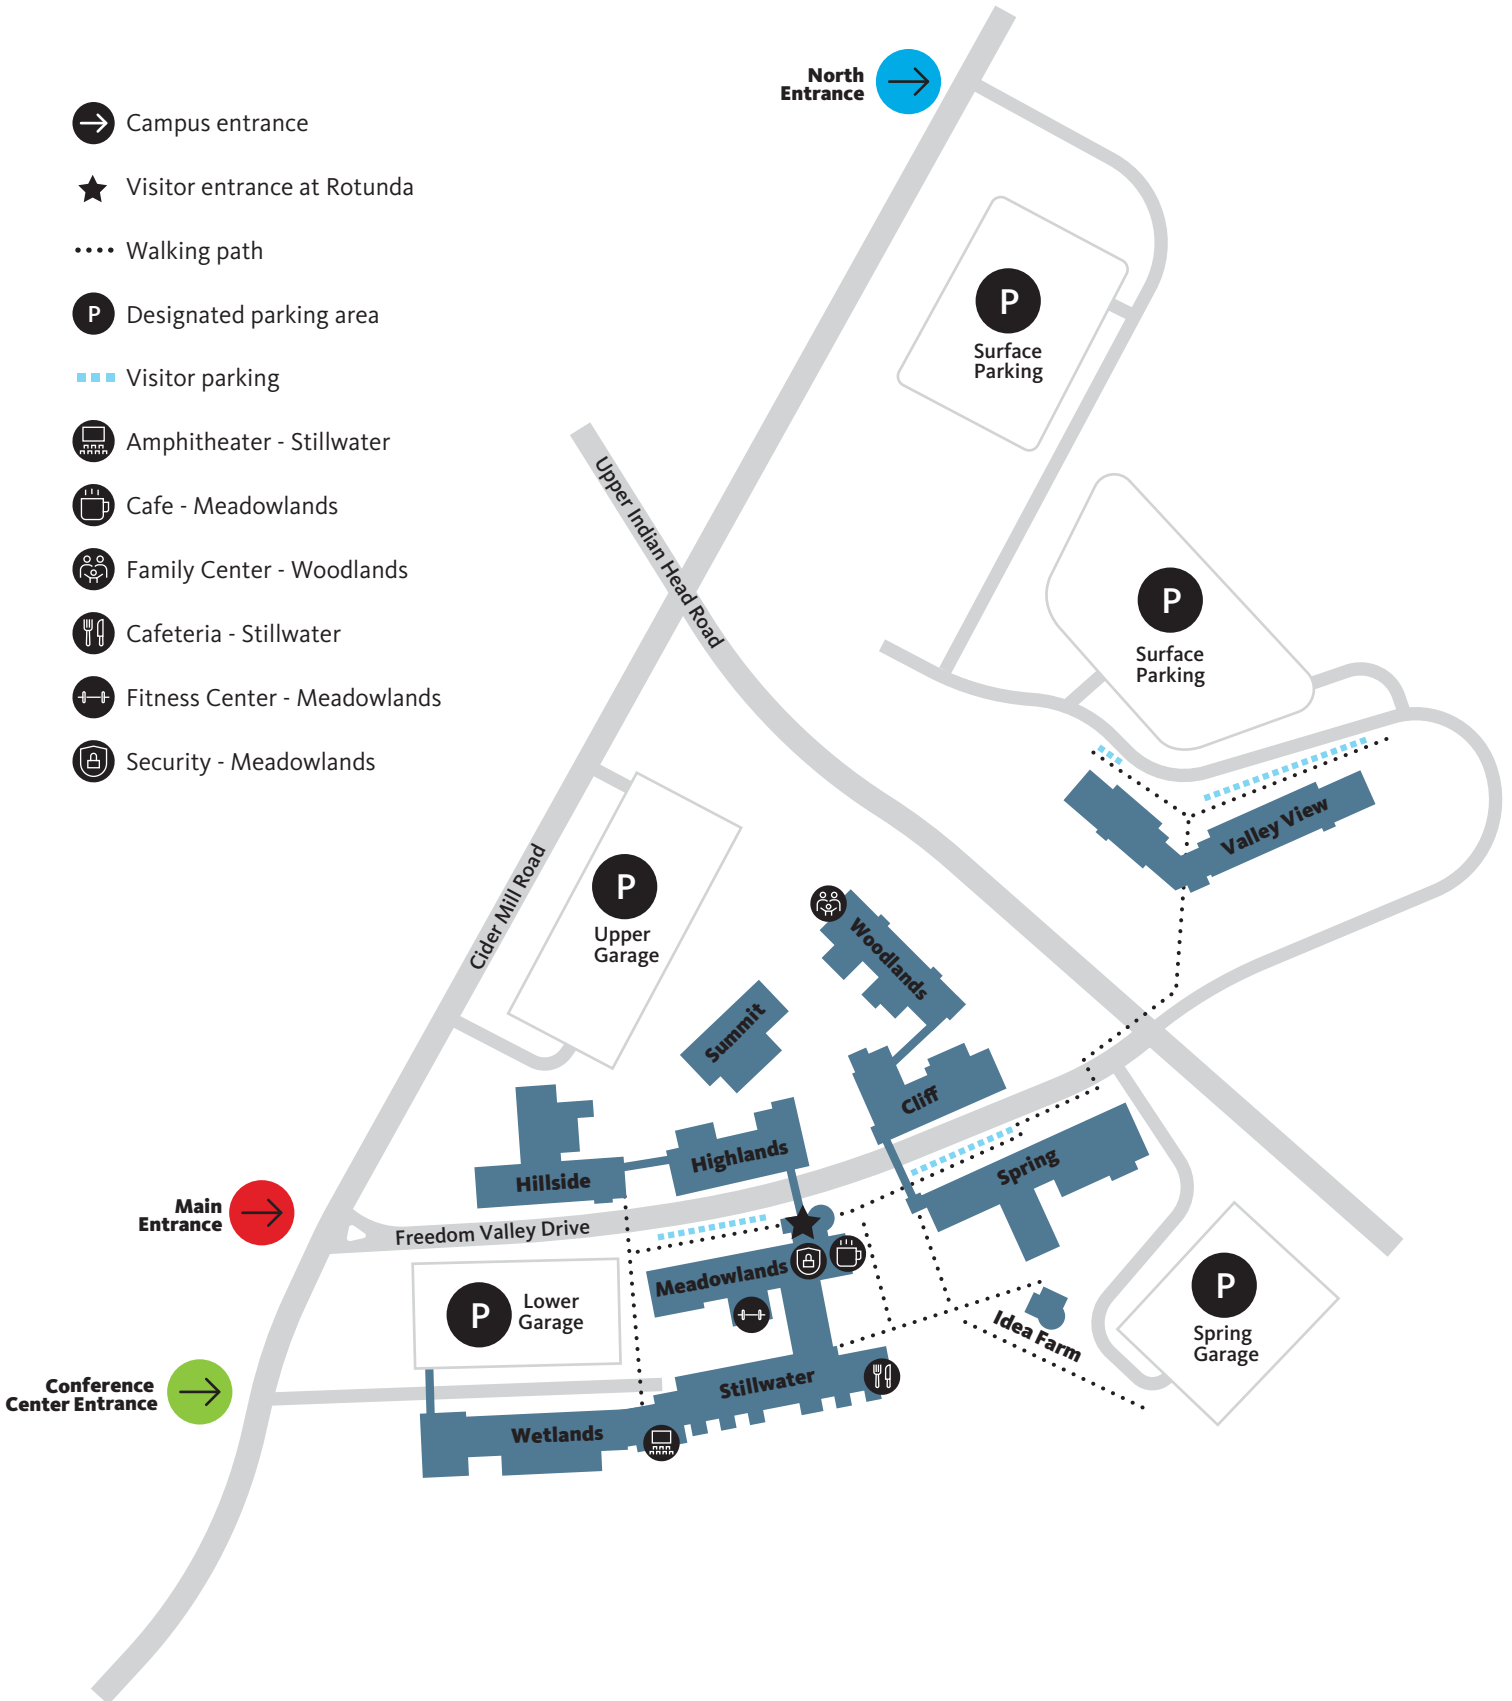 North
Entrance
Campus entrance
Visitor entrance at Rotunda
Walking path
P
Designated parking area
Visitor parking
Amphitheater - Stillwater
Cafe - Meadowlands
Family Center - Woodlands
Cafeteria - Stillwater
Fitness Center - Meadowlands
Security - Meadowlands
P
Surface
Parking
Upper Indian Head Road
P
Surface
Parking
Valley View
Cider Mill Road
P
Upper
Garage
Woodlands
Summit
Cliff
Highlands
Hillside
Spring
Main
Entrance
Freedom Valley Drive
Meadowlands
P
Lower
Garage
P
Spring
Garage
Idea Farm
Conference
Center Entrance
Stillwater
Wetlands